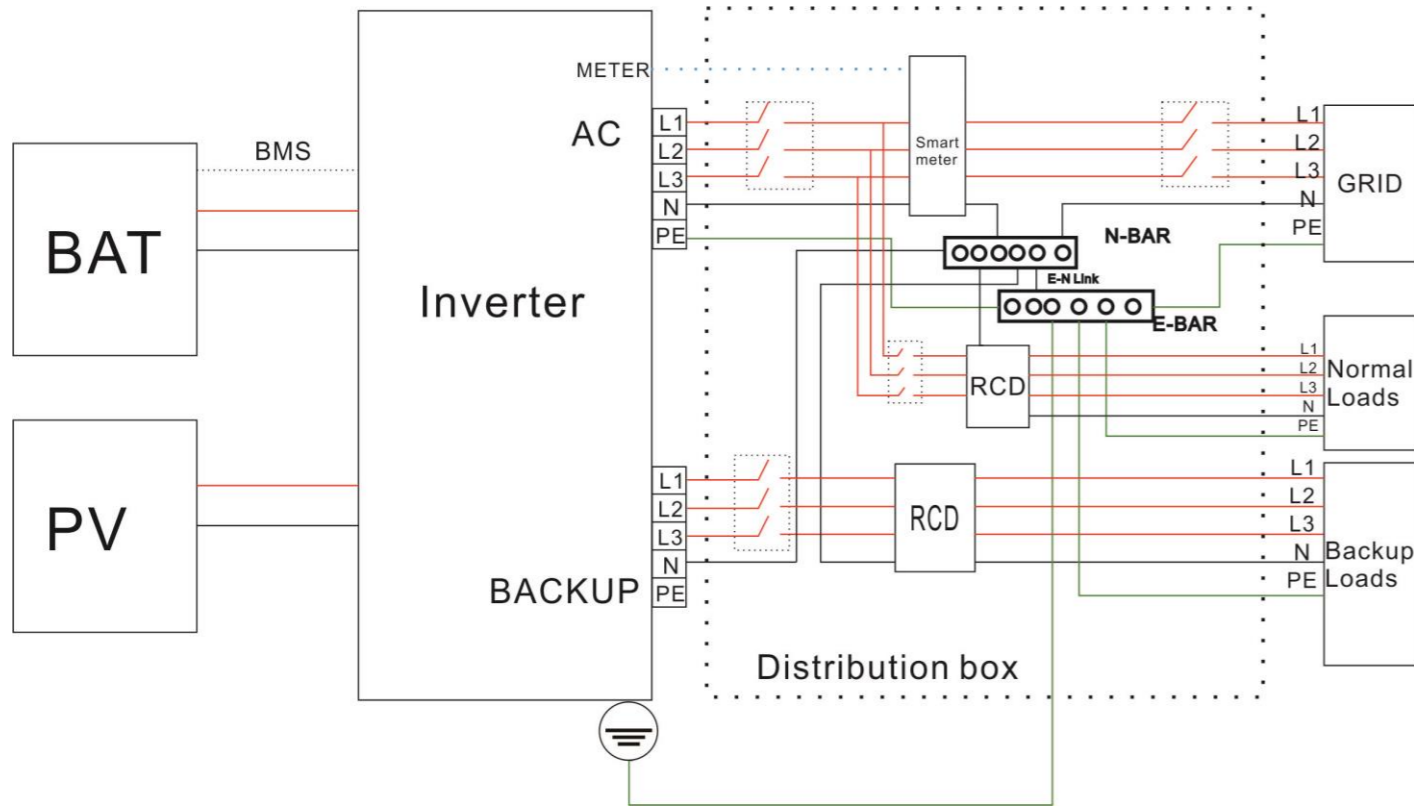 BAT
BMS
PV
Inverter
METER
AC
L1
L2
L3
N
PE
BACKUP
L1
L2
L3
N
PE
Smart
meter
N-BAR
E-N Link
E-BAR
RCD
RCD
Distribution box
L1
L2
L3
N
PE
GRID
L1
L2
L3
N
PE
Normal
Loads
L1
L2
L3
N
PE
Backup
Loads